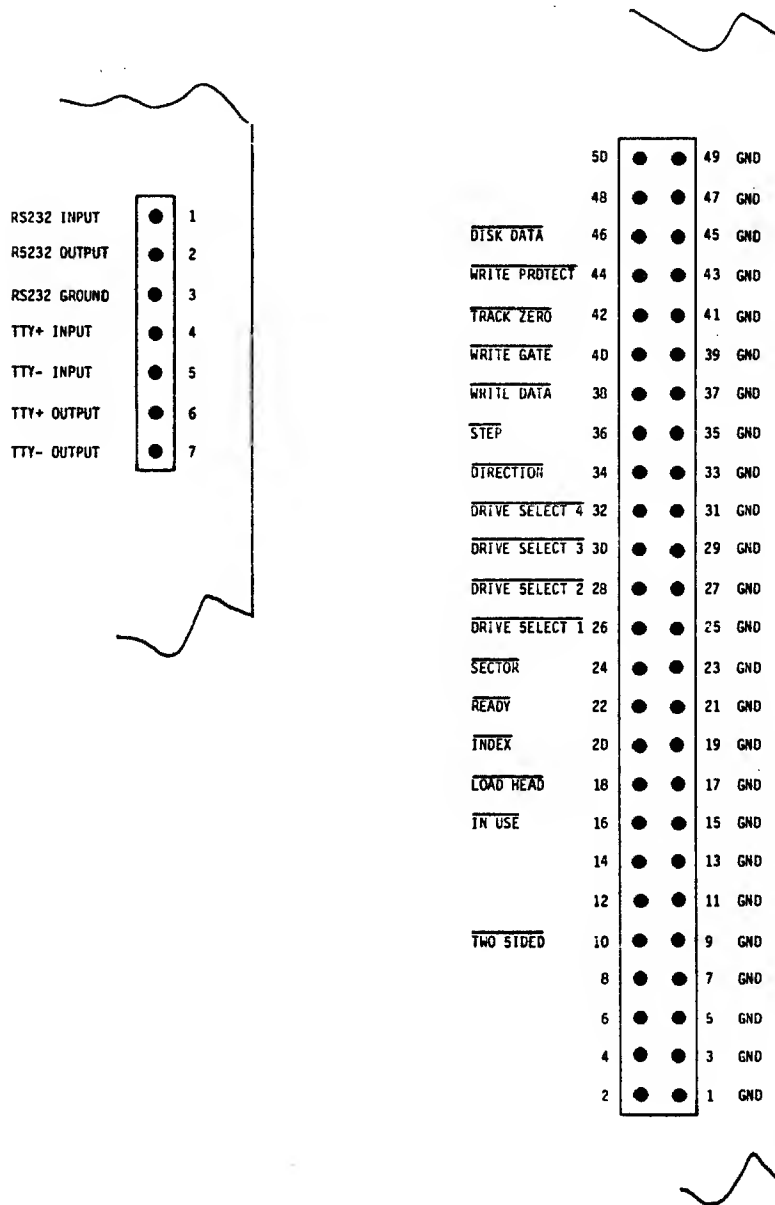 RS232 INPUT 1
RS232 OUTPUT 2
RS232 GROUND 3
TTY+ INPUT 4
TTY- INPUT 5
TTY+ OUTPUT 6
TTY- OUTPUT 7
50 49 GND
48 47 GND
DISK DATA 46 45 GND
WRITE PROTECT 44 43 GND
TRACK ZERO 42 41 GND
WRITE GATE 40 39 GND
WRITE DATA 38 37 GND
STEP 36 35 GND
DIRECTION 34 33 GND
DRIVE SELECT 4 32 31 GND
DRIVE SELECT 3 30 29 GND
DRIVE SELECT 2 28 27 GND
DRIVE SELECT 1 26 25 GND
SECTOR 24 23 GND
READY 22 21 GND
INDEX 20 19 GND
LOAD HEAD 18 17 GND
IN USE 16 15 GND
14 13 GND
12 11 GND
TWO SIDED 10 9 GND
8 7 GND
6 5 GND
4 3 GND
2 1 GND